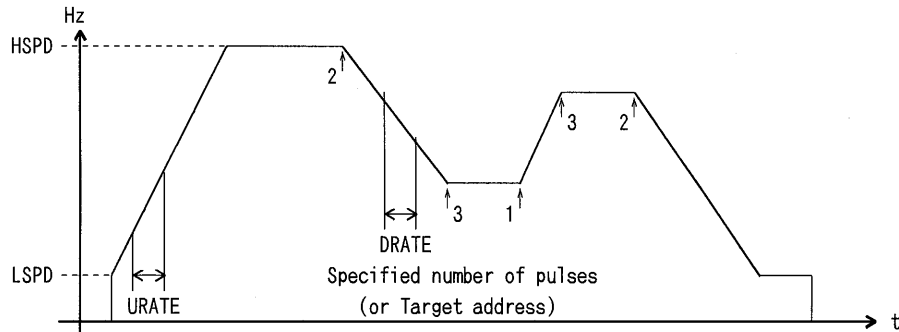 Hz
HSPD
2
3
2
3
1
DRATE
LSPD
URATE
Specified number of pulses
(or Target address)
t